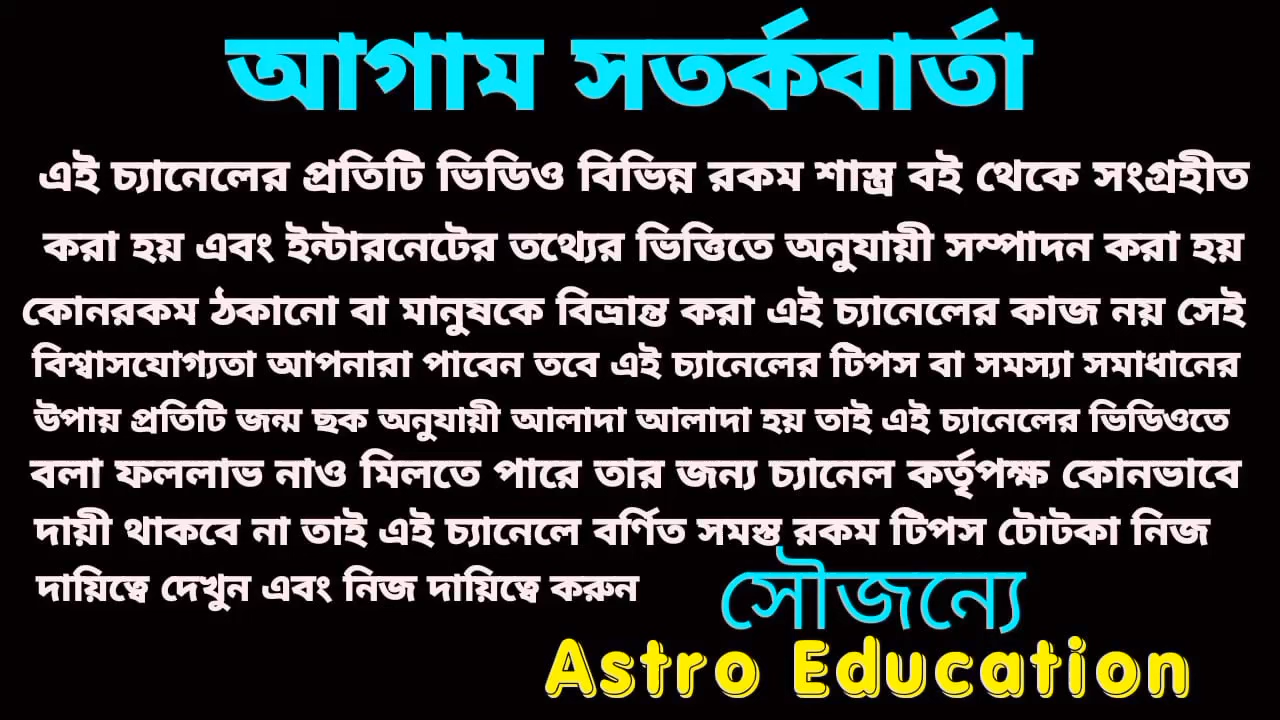 আগাম সতর্কবার্তা
এই চ্যানেলের প্রতিটি ভিডিও বিভিন্ন রকম শাস্ত্র বই থেকে সংগ্রহীত
করা হয় এবং ইন্টারনেটের তথ্যের ভিত্তিতে অনুযায়ী সম্পাদন করা হয়
কোনরকম ঠকানো বা মানুষকে বিভ্রান্ত করা এই চ্যানেলের কাজ নয় সেই
বিশ্বাসযোগ্যতা আপনারা পাবেন তবে এই চ্যানেলের টিপস বা সমস্যা সমাধানের
উপায় প্রতিটি জন্ম ছক অনুযায়ী আলাদা আলাদা হয় তাই এই চ্যানেলের ভিডিওতে
বলা ফললাভ নাও মিলতে পারে তার জন্য চ্যানেল কর্তৃপক্ষ কোনভাবে
দায়ী থাকবে না তাই এই চ্যানেলে বর্ণিত সমস্ত রকম টিপস টোটকা নিজ
দায়িত্বে দেখুন এবং নিজ দায়িত্বে করুন
সৌজন্যে
Astro Education